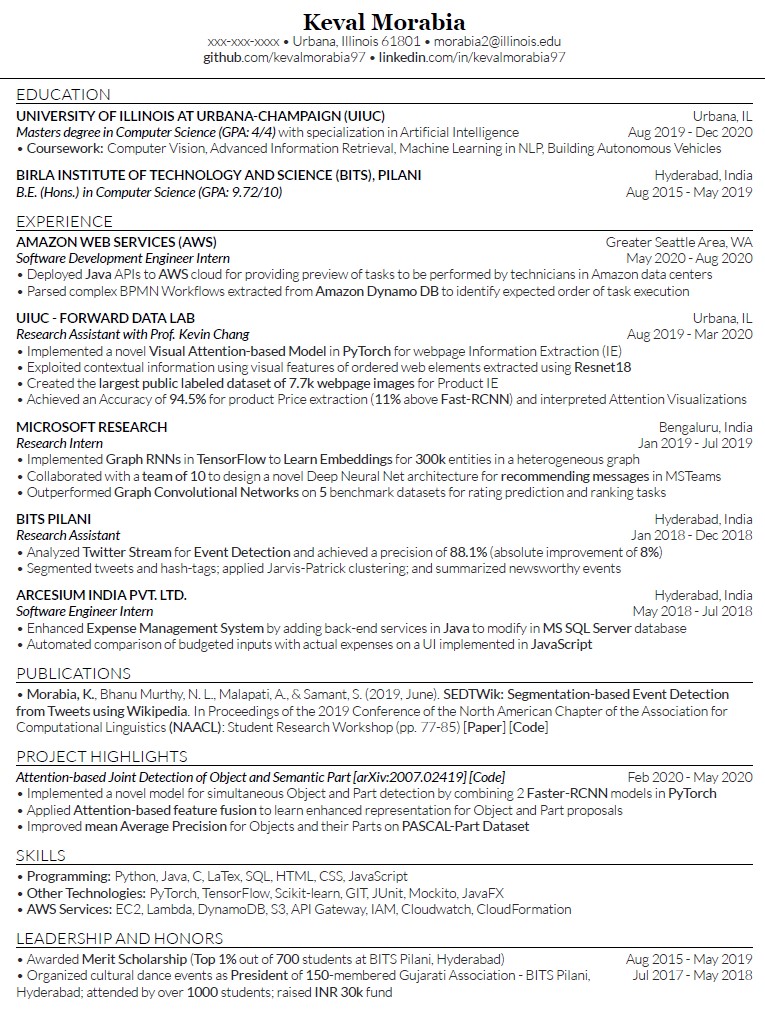 Keval Morabia
xxx-xxx-xxxx • Urbana, Illinois 61801 • morabia2@illinois.edu
github.com/kevalmorabia97 • linkedin.com/in/kevalmorabia97
EDUCATION
UNIVERSITY OF ILLINOIS AT URBANA-CHAMPAIGN (UIUC) Urbana, IL
Masters degree in Computer Science (GPA: 4/4) with specialization in Artificial Intelligence Aug 2019 - Dec 2020
• Coursework: Computer Vision, Advanced Information Retrieval, Machine Learning in NLP, Building Autonomous Vehicles
BIRLA INSTITUTE OF TECHNOLOGY AND SCIENCE (BITS), PILANI Hyderabad, India
B.E. (Hons.) in Computer Science (GPA: 9.72/10) Aug 2015 - May 2019
EXPERIENCE
AMAZON WEB SERVICES (AWS) Greater Seattle Area, WA
Software Development Engineer Intern May 2020 - Aug 2020
• Deployed Java APIs to AWS cloud for providing preview of tasks to be performed by technicians in Amazon data centers
• Parsed complex BPMN Workflows extracted from Amazon Dynamo DB to identify expected order of task execution
UIUC - FORWARD DATA LAB Urbana, IL
Research Assistant with Prof. Kevin Chang Aug 2019 - Mar 2020
• Implemented a novel Visual Attention-based Model in PyTorch for webpage Information Extraction (IE)
• Exploited contextual information using visual features of ordered web elements extracted using Resnet18
• Created the largest public labeled dataset of 7.7k webpage images for Product IE
• Achieved an Accuracy of 94.5% for product Price extraction (11% above Fast-RCNN) and interpreted Attention Visualizations
MICROSOFT RESEARCH Bengaluru, India
Research Intern Jan 2019 - Jul 2019
• Implemented Graph RNNs in TensorFlow to Learn Embeddings for 300k entities in a heterogeneous graph
• Collaborated with a team of 10 to design a novel Deep Neural Net architecture for recommending messages in MSTeams
• Outperformed Graph Convolutional Networks on 5 benchmark datasets for rating prediction and ranking tasks
BITS PILANI Hyderabad, India
Research Assistant Jan 2018 - Dec 2018
• Analyzed Twitter Stream for Event Detection and achieved a precision of 88.1% (absolute improvement of 8%)
• Segmented tweets and hash-tags; applied Jarvis-Patrick clustering; and summarized newsworthy events
ARCESIUM INDIA PVT. LTD. Hyderabad, India
Software Engineer Intern May 2018 - Jul 2018
• Enhanced Expense Management System by adding back-end services in Java to modify in MS SQL Server database
• Automated comparison of budgeted inputs with actual expenses on a UI implemented in JavaScript
PUBLICATIONS
• Morabia, K., Bhanu Murthy, N. L., Malapati, A., & Samant, S. (2019, June). SEDTWik: Segmentation-based Event Detection
from Tweets using Wikipedia. In Proceedings of the 2019 Conference of the North American Chapter of the Association for
Computational Linguistics (NAACL): Student Research Workshop (pp. 77-85) [Paper] [Code]
PROJECT HIGHLIGHTS
Attention-based Joint Detection of Object and Semantic Part [arXiv:2007.02419] [Code] Feb 2020 - May 2020
• Implemented a novel model for simultaneous Object and Part detection by combining 2 Faster-RCNN models in PyTorch
• Applied Attention-based feature fusion to learn enhanced representation for Object and Part proposals
• Improved mean Average Precision for Objects and their Parts on PASCAL-Part Dataset
SKILLS
• Programming: Python, Java, C, LaTex, SQL, HTML, CSS, JavaScript
• Other Technologies: PyTorch, TensorFlow, Scikit-learn, GIT, JUnit, Mockito, JavaFX
• AWS Services: EC2, Lambda, DynamoDB, S3, API Gateway, IAM, Cloudwatch, CloudFormation
LEADERSHIP AND HONORS
• Awarded Merit Scholarship (Top 1% out of 700 students at BITS Pilani, Hyderabad) Aug 2015 - May 2019
• Organized cultural dance events as President of 150-membered Gujarati Association - BITS Pilani, Jul 2017 - May 2018
Hyderabad; attended by over 1000 students; raised INR 30k fund